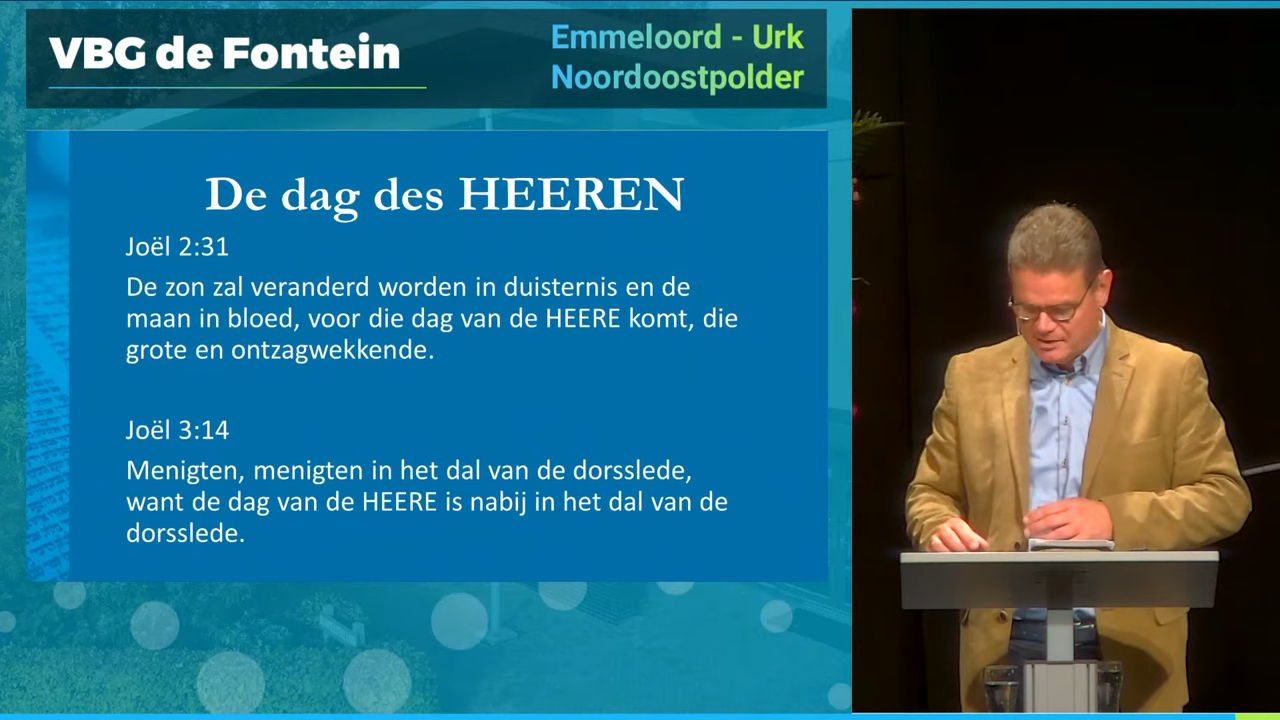 VBG de Fontein
Emmeloord - Urk
Noordoostpolder
De dag des HEEREN
Joël 2:31
De zon zal veranderd worden in duisternis en de
maan in bloed, voor die dag van de HEERE komt, die
grote en ontzagwekkende.
Joël 3:14
Menigten, menigten in het dal van de dorsslede,
want de dag van de HEERE is nabij in het dal van de
dorsslede.